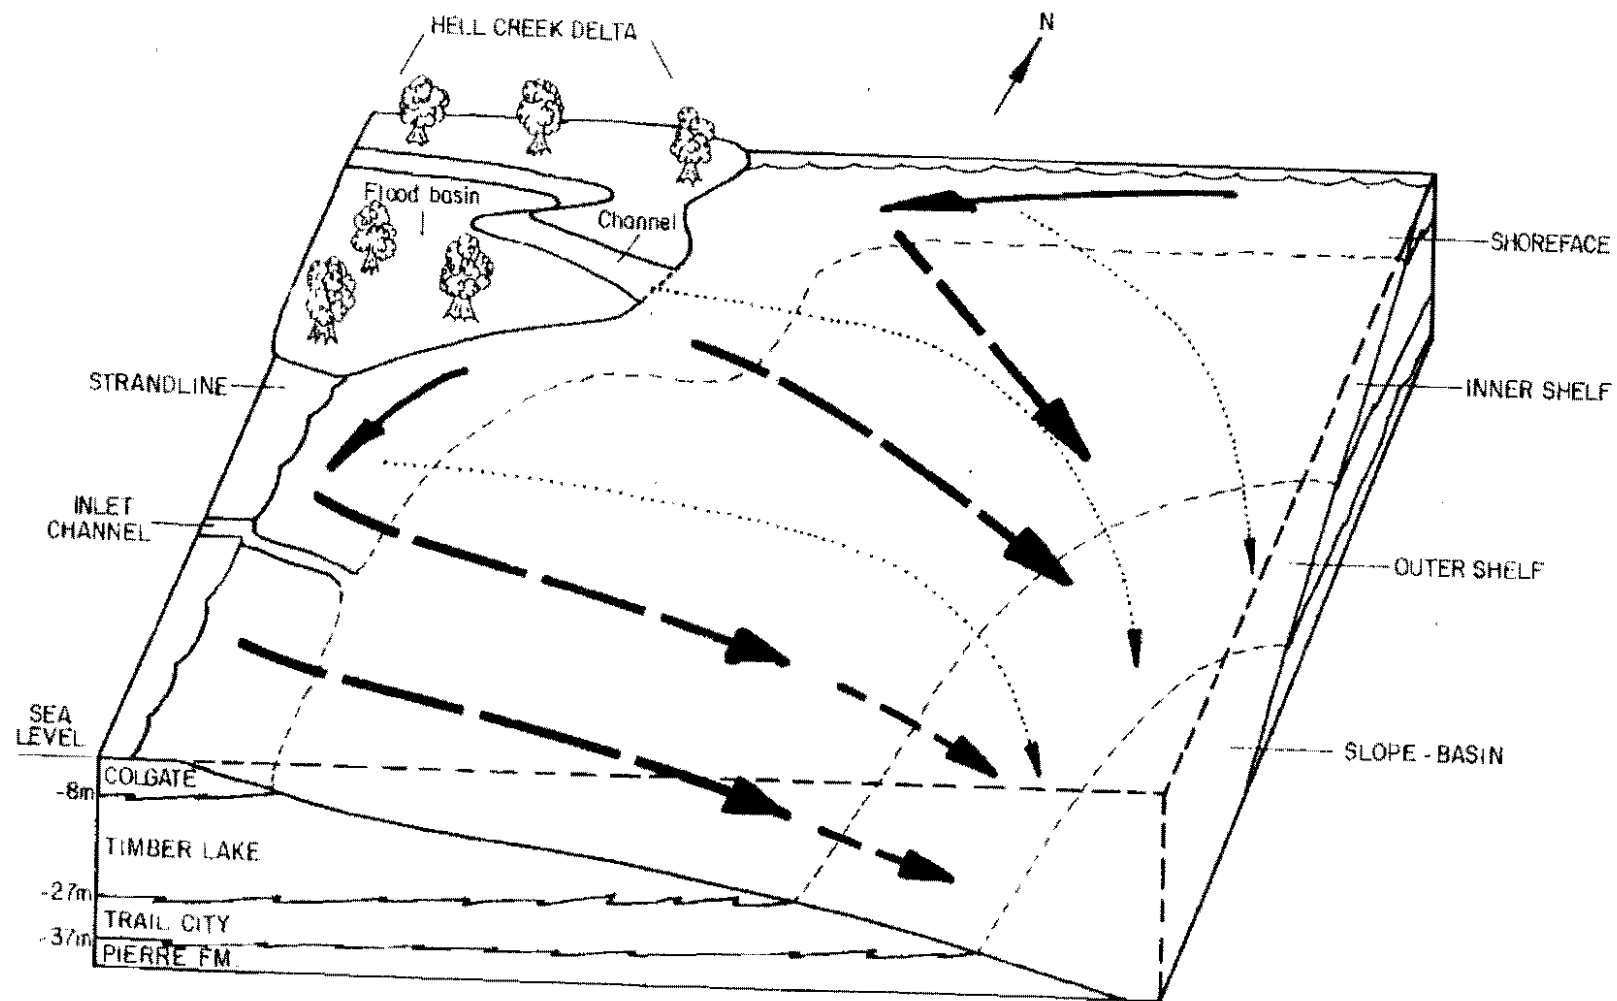 HELL CREEK DELTA
N
Flood basin
Channel
SHOREFACE
STRANDLINE
INNER SHELF
INLET
CHANNEL
OUTER SHELF
SEA
LEVEL
SLOPE - BASIN
COLGATE
-8m
TIMBER LAKE
-27m
TRAIL CITY
-37m
PIERRE FM.